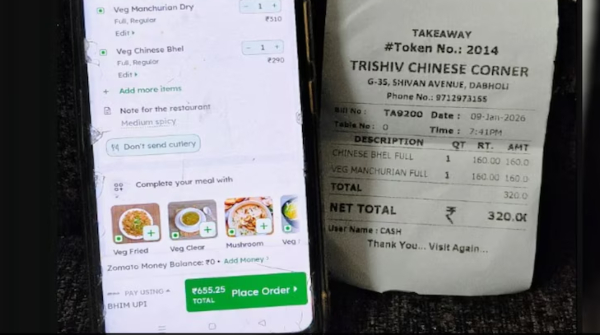 Veg Manchurian Dry
Full, Regular
Edit
- 1 +
₹310
Veg Chinese Bhel
Full, Regular
Edit
- 1 +
₹290
+ Add more items
Note for the restaurant
Medium spicy
Don't send cutlery
Complete your meal with
Veg Fried
Veg Clear
Mushroom
Veg
Zomato Money Balance: ₹0 • Add Money
PAY USING
BHIM UPI
₹655.25
TOTAL
Place Order
TAKEAWAY
#Token No.: 2014
TRISHIV CHINESE CORNER
G-35, SHIVAN AVENUE, DABHOLI
Phone No.: 9712973155
Bill No : TA9200 Date : 09-Jan-2026
Table No : 0 Time : 7:41PM
DESCRIPTION QT RT. AMT
CHINESE BHEL FULL 1 160.00 160.0
VEG MANCHURIAN FULL 1 160.00 160.0
TOTAL 320.0
NET TOTAL ₹ 320.00
User Name : CASH
Thank You... Visit Again...